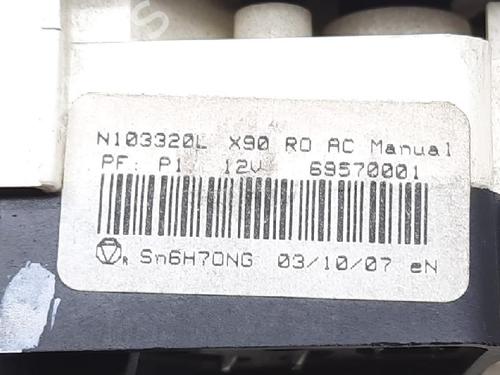 N103320L X90 RO AC Manual
PF: P1 12V 69570001
R Sn6H70NG 03/10/07 eN